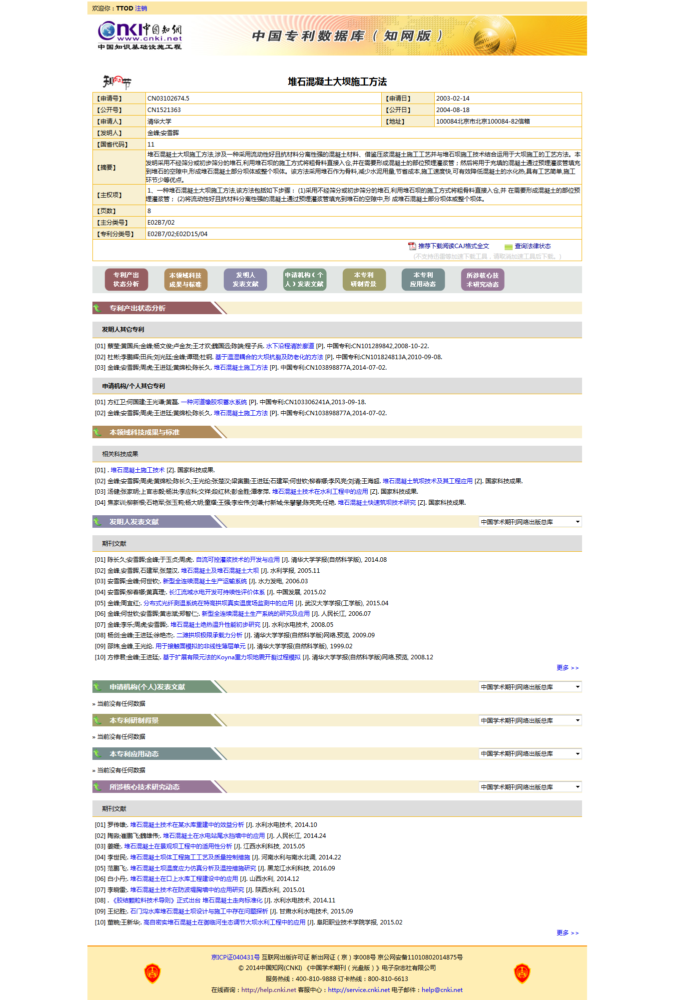 欢迎你：TTOD 注销
Cnki中国知网
www.cnki.net
中国知识基础设施工程
中国专利数据库（知网版）
知网节
堆石混凝土大坝施工方法
【申请号】 CN03102674.5 【申请日】 2003-02-14
【公开号】 CN1521363 【公开日】 2004-08-18
【申请人】 清华大学 【地址】 100084北京市北京100084-82信箱
【发明人】 金峰;安雪晖
【国省代码】 11
【摘要】 堆石混凝土大坝施工方法,涉及一种采用流动性好且抗材料分离性强的混凝土材料、借鉴压浆混凝土施工工艺并与堆石坝施工技术结合运用于大坝施工的工艺方法。本
发明采用不经筛分或初步筛分的堆石,利用堆石坝的施工方式将粗骨料直接入仓,并在需要形成混凝土的部位预埋灌浆管；然后将用于充填的混凝土通过预埋灌浆管填充
到堆石的空隙中,形成堆石混凝土部分坝体或整个坝体。该方法采用堆石作为骨料,减少水泥用量,节省成本,施工速度快,可有效降低混凝土的水化热,具有工艺简单,施工
环节少等优点。
【主权项】 1、一种堆石混凝土大坝施工方法,该方法包括如下步骤： (1)采用不经筛分或初步筛分的堆石,利用堆石坝的施工方式将粗骨料直接入仓,并 在需要形成混凝土的部位预
埋灌浆管； (2)将流动性好且抗材料分离性强的混凝土通过预埋灌浆管填充到堆石的空隙中,形 成堆石混凝土部分坝体或整个坝体。
【页数】 8
【主分类号】 E02B7/02
【专利分类号】 E02B7/02;E02D15/04
推荐下载阅读CAJ格式全文 查询法律状态
(不支持迅雷等加速下载工具，请取消加速工具后下载。)
专利产出 本领域科技 发明人 申请机构（个 本专利 本专利 所涉核心技
状态分析 成果与标准 发表文献 人）发表文献 研制背景 应用动态 术研究动态
专利产出状态分析
发明人其它专利
[01] 蔡莹;黄国兵;金峰;杨文俊;卢金友;王才欢;魏国远;陈端;程子兵. 水下沿程清淤廊道 [P]. 中国专利:CN101289842,2008-10-22.
[02] 杜彬;李鹏辉;田兵;刘光廷;金峰;谭琨;杜钢. 基于温湿耦合的大坝抗裂及防老化的方法 [P]. 中国专利:CN101824813A,2010-09-08.
[03] 金峰;安雪晖;周虎;王进廷;黄绵松;陈长久. 堆石混凝土施工方法 [P]. 中国专利:CN103898877A,2014-07-02.
申请机构/个人其它专利
[01] 方红卫;何国建;王光谦;黄磊. 一种河道橡胶坝蓄水系统 [P]. 中国专利:CN103306241A,2013-09-18.
[02] 金峰;安雪晖;周虎;王进廷;黄绵松;陈长久. 堆石混凝土施工方法 [P]. 中国专利:CN103898877A,2014-07-02.
本领域科技成果与标准
相关科技成果
[01] . 堆石混凝土施工技术 [Z]. 国家科技成果.
[02] 金峰;安雪晖;周虎;黄绵松;陈长久;王光纶;张楚汉;梁寅鹏;王进廷;石建军;何世钦;柳春娜;李风亮;刘清;王海超. 堆石混凝土筑坝技术及其工程应用 [Z]. 国家科技成果.
[03] 汤健;张家明;上官志毅;杨洪;李应科;文祥;段红林;彭金胜;潭孝萍. 堆石混凝土技术在水利工程中的应用 [Z]. 国家科技成果.
[04] 焦家训;柳新根;石艳军;张玉莉;杨大明;童耀;王强;李宏伟;刘谦;付新城;朱攀攀;陈亮亮;任艳. 堆石混凝土快速筑坝技术研究 [Z]. 国家科技成果.
发明人发表文献 中国学术期刊网络出版总库
期刊文献
[01] 陈长久;安雪晖;金峰;于玉贞;周虎;. 自流可控灌浆技术的开发与应用 [J]. 清华大学学报(自然科学版), 2014.08
[02] 金峰,安雪晖,石建军,张楚汉. 堆石混凝土及堆石混凝土大坝 [J]. 水利学报, 2005.11
[03] 安雪晖;金峰;何世钦;. 新型全连续混凝土生产运输系统 [J]. 水力发电, 2006.03
[04] 安雪晖;柳春娜;黄真理;. 长江流域水电开发可持续性评价体系 [J]. 中国发展, 2015.02
[05] 金峰;周宜红;. 分布式光纤测温系统在特高拱坝真实温度场监测中的应用 [J]. 武汉大学学报(工学版), 2015.04
[06] 金峰;何世钦;安雪晖;黄志斌;郑智仁;. 新型全连续混凝土生产系统的研究及应用 [J]. 人民长江, 2006.07
[07] 金峰;李乐;周虎;安雪晖;. 堆石混凝土绝热温升性能初步研究 [J]. 水利水电技术, 2008.05
[08] 杨剑;金峰;王进廷;徐艳杰;. 二滩拱坝极限承载力分析 [J]. 清华大学学报(自然科学版)网络.预览, 2009.09
[09] 邵炜,金峰,王光纶. 用于接触面模拟的非线性薄层单元 [J]. 清华大学学报(自然科学版), 1999.02
[10] 方修君;金峰;王进廷;. 基于扩展有限元法的Koyna重力坝地震开裂过程模拟 [J]. 清华大学学报(自然科学版)网络.预览, 2008.12
更多 >>
申请机构(个人)发表文献 中国学术期刊网络出版总库
» 当前没有任何数据
本专利研制背景 中国学术期刊网络出版总库
» 当前没有任何数据
本专利应用动态 中国学术期刊网络出版总库
» 当前没有任何数据
所涉核心技术研究动态 中国学术期刊网络出版总库
期刊文献
[01] 罗传雄;. 堆石混凝土技术在某水库重建中的效益分析 [J]. 水利水电技术, 2014.10
[02] 陶淼;崔鹏飞;魏雄伟;. 堆石混凝土在水电站尾水挡墙中的应用 [J]. 人民长江, 2014.24
[03] 姜姗;. 堆石混凝土在景观坝工程中的适用性分析 [J]. 江西水利科技, 2015.05
[04] 李世民;. 堆石混凝土坝体工程施工工艺及质量控制措施 [J]. 河南水利与南水北调, 2014.22
[05] 范鹏飞;. 堆石混凝土坝温度应力仿真分析及温控措施研究 [J]. 黑龙江水利科技, 2016.09
[06] 白小丹;. 堆石混凝土在口上水库工程建设中的应用 [J]. 山西水利, 2014.12
[07] 李晓雷;. 堆石混凝土技术在防波堤胸墙中的应用研究 [J]. 陕西水利, 2015.01
[08] . 《胶结颗粒料技术导则》正式出台 堆石混凝土走向标准化 [J]. 水利水电技术, 2014.11
[09] 王纪胜;. 石门沟水库堆石混凝土坝设计与施工中存在问题探析 [J]. 甘肃水利水电技术, 2015.09
[10] 董皖;王新华;. 高自密实堆石混凝土在御临河生态调节大坝水利工程中的应用 [J]. 阜阳职业技术学院学报, 2015.02
更多 >>
京ICP证040431号 互联网出版许可证 新出网证（京）字008号 京公网安备11010802014875号
© 2014中国知网(CNKI) 《中国学术期刊（光盘版）》电子杂志社有限公司
服务热线：400-810-9888 订卡热线：800-810-6613
在线咨询：http://help.cnki.net 客服中心：http://service.cnki.net 电子邮件：help@cnki.net